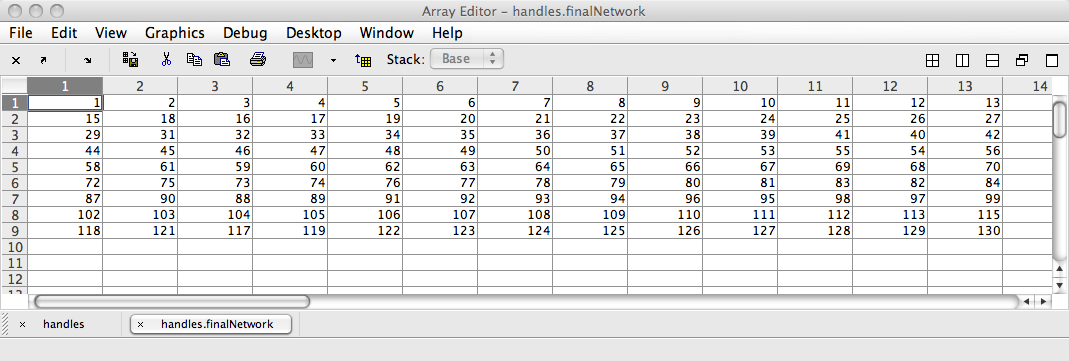 Array Editor – handles.finalNetwork
File Edit View Graphics Debug Desktop Window Help
Stack: Base
1 2 3 4 5 6 7 8 9 10 11 12 13 14
1 1 2 3 4 5 6 7 8 9 10 11 12 13
2 15 18 16 17 19 20 21 22 23 24 25 26 27
3 29 31 32 33 34 35 36 37 38 39 41 40 42
4 44 45 46 47 48 49 50 51 52 53 55 54 56
5 58 61 59 60 62 63 64 65 66 67 69 68 70
6 72 75 73 74 76 77 78 79 80 81 83 82 84
7 87 90 88 89 91 92 93 94 96 95 98 97 99
8 102 103 104 105 106 107 108 109 110 111 112 113 115
9 118 121 117 119 122 123 124 125 126 127 128 129 130
10
11
12
handles handles.finalNetwork